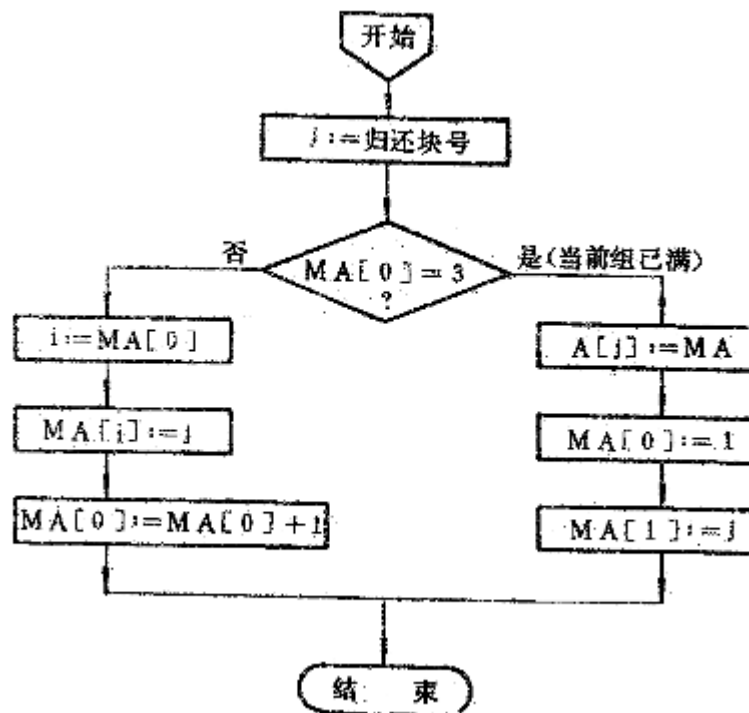 开始
j:=归还块号
MA[0]=3
?
否
是(当前组已满)
i:=MA[0]
MA[i]:=j
MA[0]:=MA[0]+1
A[j]:=MA
MA[0]:=1
MA[1]:=j
结 束